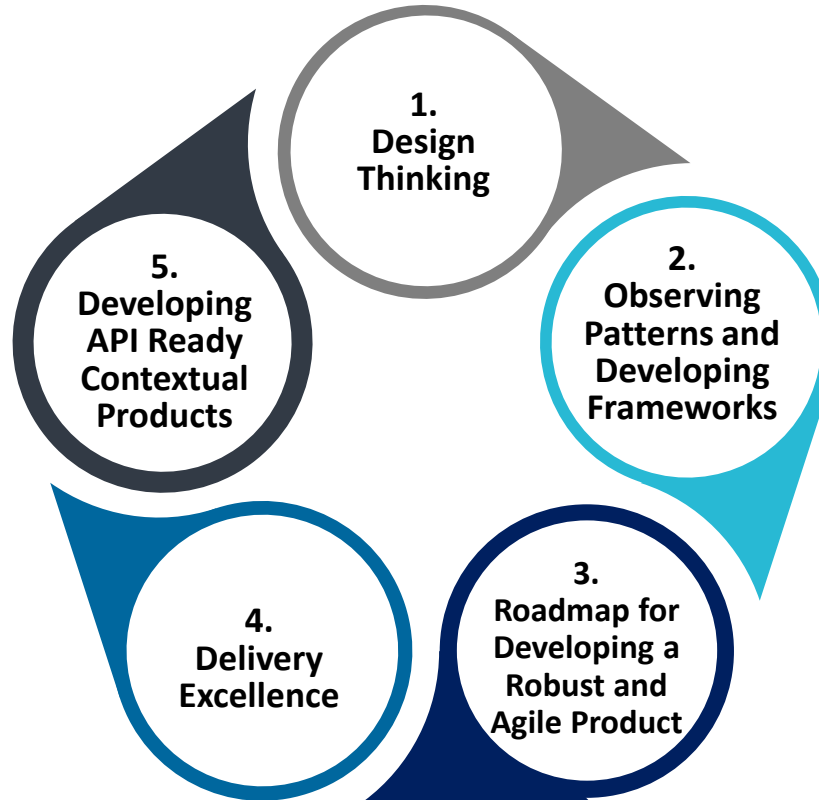 1.
Design
Thinking
2.
Observing
Patterns and
Developing
Frameworks
3.
Roadmap for
Developing a
Robust and
Agile Product
4.
Delivery
Excellence
5.
Developing
API Ready
Contextual
Products